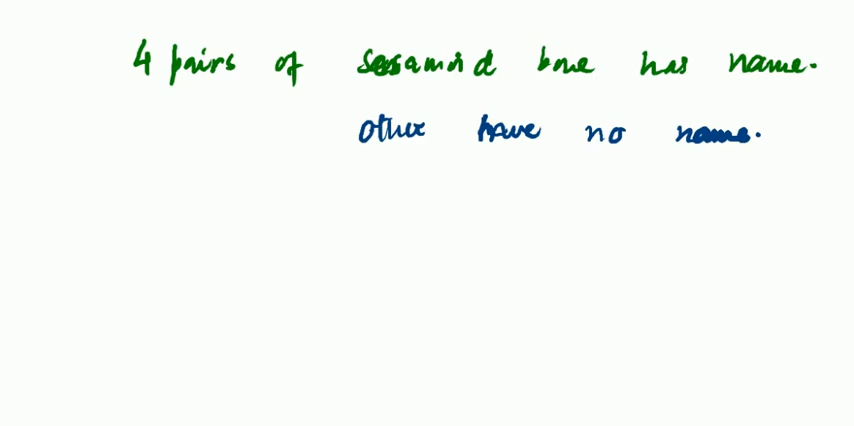 4 pairs of sesamoid bone has name.
other have no name.